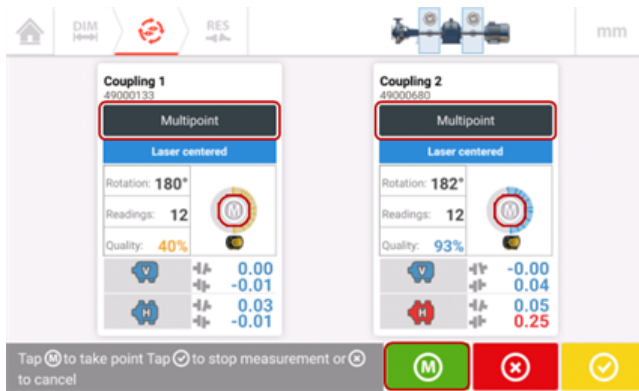 DIM
RES
mm
Coupling 1
49000133
Multipoint
Laser centered
Rotation: 180°
Readings: 12
M
Quality: 40%
V
0.00
-0.01
H
0.03
-0.01
Coupling 2
49000680
Multipoint
Laser centered
Rotation: 182°
Readings: 12
M
Quality: 93%
V
-0.00
0.04
H
0.05
0.25
Tap Ⓜ to take point Tap ✓ to stop measurement or ⓧ
to cancel
M